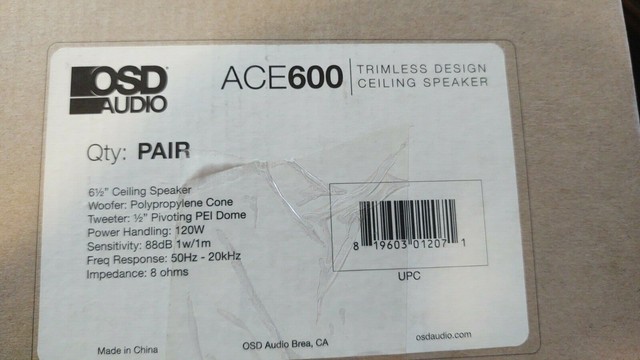 OSD
AUDIO
ACE600
TRIMLESS DESIGN
CEILING SPEAKER
Qty: PAIR
6½" Ceiling Speaker
Woofer: Polypropylene Cone
Tweeter: ½" Pivoting PEI Dome
Power Handling: 120W
Sensitivity: 88dB 1w/1m
Freq Response: 50Hz - 20kHz
Impedance: 8 ohms
8 19603 01207 1
UPC
Made in China
OSD Audio Brea, CA
osdaudio.com